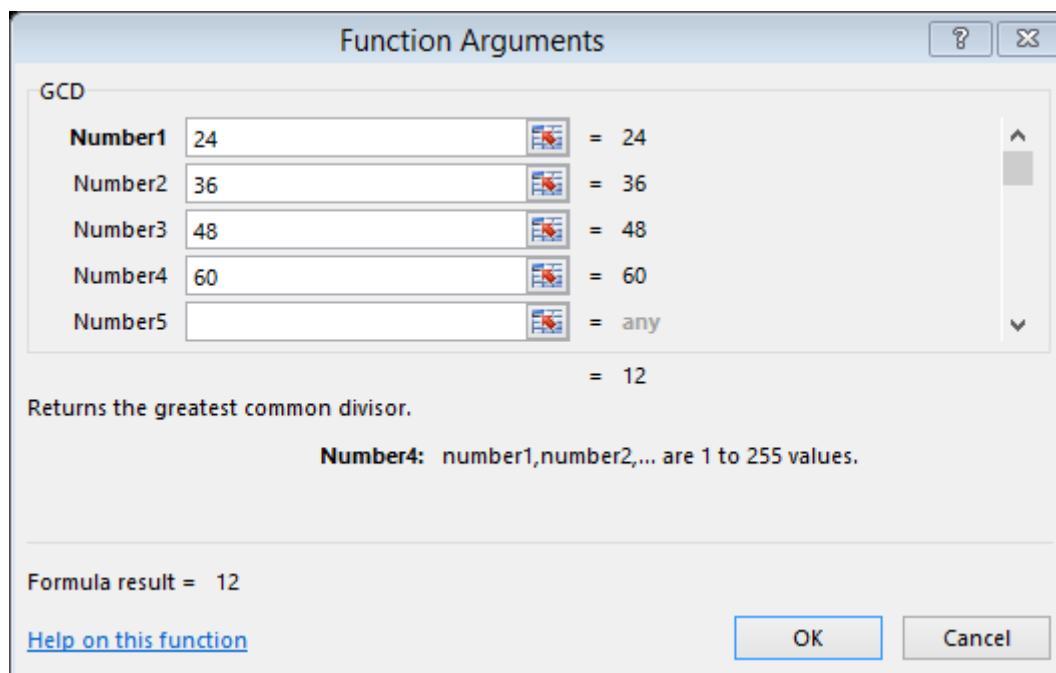 Function Arguments
GCD
Number1 24 = 24
Number2 36 = 36
Number3 48 = 48
Number4 60 = 60
Number5 = any
= 12
Returns the greatest common divisor.
Number4: number1,number2,... are 1 to 255 values.
Formula result = 12
Help on this function OK Cancel